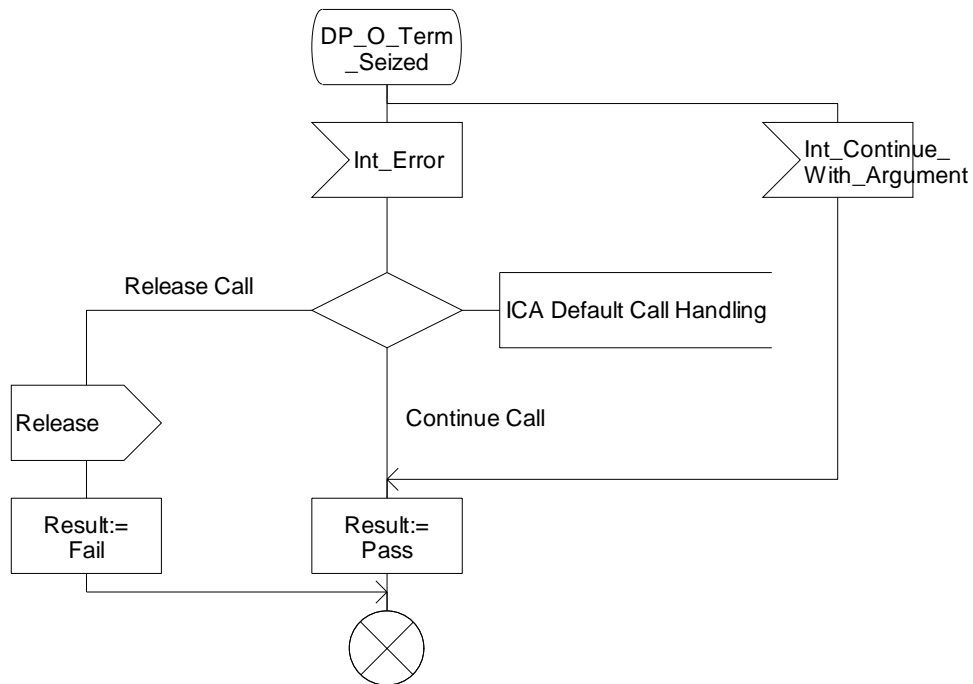 DP_O_Term
_Seized
Int_Error
Int_Continue_
With_Argument
Release Call
ICA Default Call Handling
Release
Continue Call
Result:=
Fail
Result:=
Pass